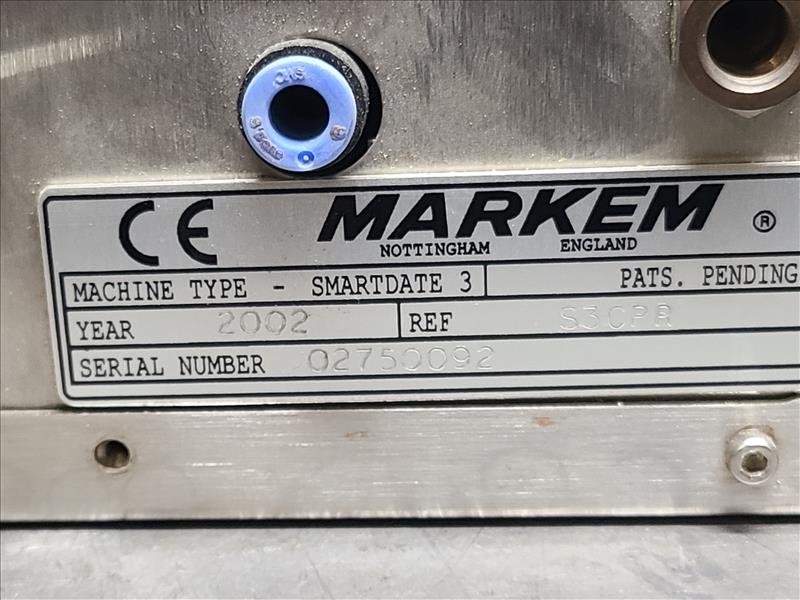 CE MARKEM ®
NOTTINGHAM ENGLAND
MACHINE TYPE - SMARTDATE 3 PATS. PENDING
YEAR 2002 REF S3CPR
SERIAL NUMBER 02750092